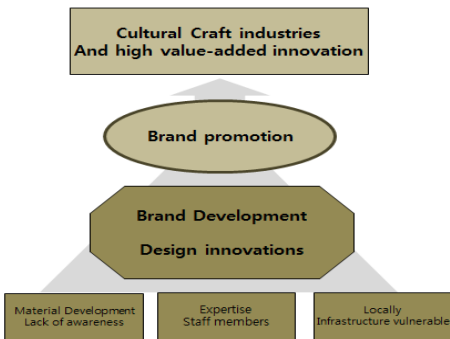 Cultural Craft industries
And high value-added innovation
Brand promotion
Brand Development
Design innovations
Material Development
Lack of awareness
Expertise
Staff members
Locally
Infrastructure vulnerable